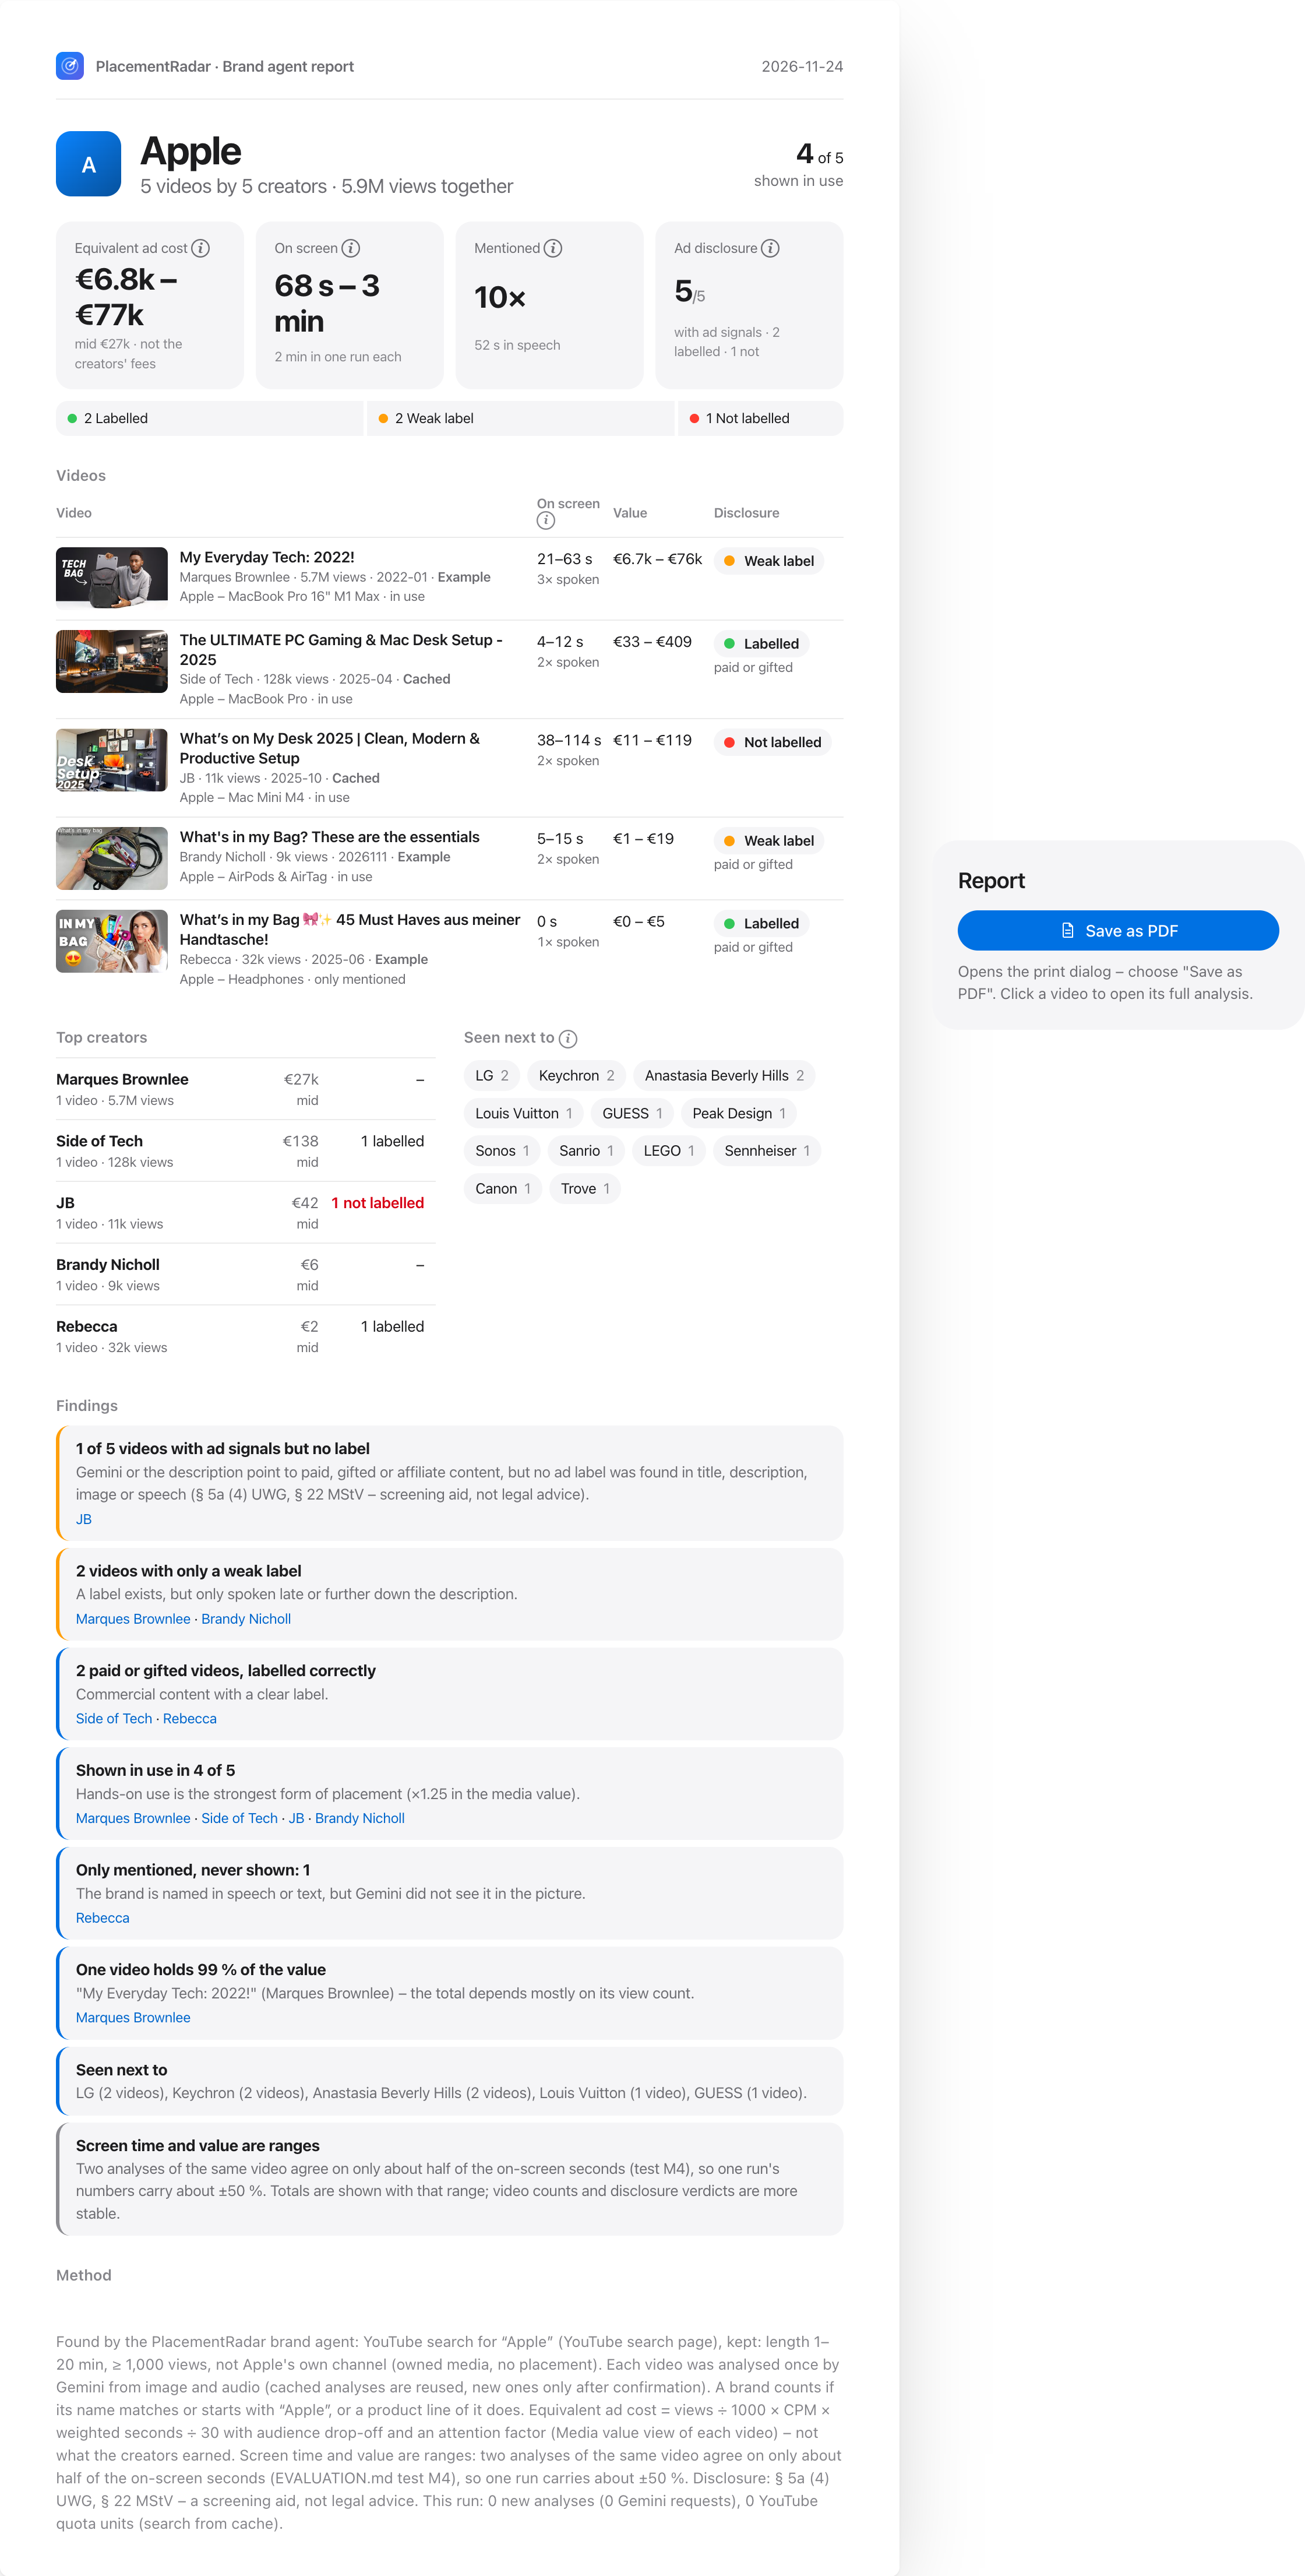 PlacementRadar · Brand agent report
2026-11-24
A
Apple
5 videos by 5 creators · 5.9M views together
4 of 5
shown in use
Equivalent ad cost i
€6.8k –
€77k
mid €27k · not the
creators' fees
On screen i
68 s – 3
min
2 min in one run each
Mentioned i
10×
52 s in speech
Ad disclosure i
5/5
with ad signals · 2
labelled · 1 not
2 Labelled
2 Weak label
1 Not labelled
Videos
Video
On screen
i
Value
Disclosure
TECH
BAG
My Everyday Tech: 2022!
Marques Brownlee · 5.7M views · 2022-01 · Example
Apple – MacBook Pro 16" M1 Max · in use
21–63 s
3× spoken
€6.7k – €76k
Weak label
The ULTIMATE PC Gaming & Mac Desk Setup -
2025
Side of Tech · 128k views · 2025-04 · Cached
Apple – MacBook Pro · in use
4–12 s
2× spoken
€33 – €409
Labelled
paid or gifted
Desk
Setup
2025
What’s on My Desk 2025 | Clean, Modern &
Productive Setup
JB · 11k views · 2025-10 · Cached
Apple – Mac Mini M4 · in use
38–114 s
2× spoken
€11 – €119
Not labelled
What's in my bag
What's in my Bag? These are the essentials
Brandy Nicholl · 9k views · 2026111 · Example
Apple – AirPods & AirTag · in use
5–15 s
2× spoken
€1 – €19
Weak label
paid or gifted
IN MY
BAG
What’s in my Bag 🎀✨ 45 Must Haves aus meiner
Handtasche!
Rebecca · 32k views · 2025-06 · Example
Apple – Headphones · only mentioned
0 s
1× spoken
€0 – €5
Labelled
paid or gifted
Top creators
Marques Brownlee
1 video · 5.7M views
€27k
mid
–
Side of Tech
1 video · 128k views
€138
mid
1 labelled
JB
1 video · 11k views
€42
mid
1 not labelled
Brandy Nicholl
1 video · 9k views
€6
mid
–
Rebecca
1 video · 32k views
€2
mid
1 labelled
Seen next to i
LG 2
Keychron 2
Anastasia Beverly Hills 2
Louis Vuitton 1
GUESS 1
Peak Design 1
Sonos 1
Sanrio 1
LEGO 1
Sennheiser 1
Canon 1
Trove 1
Findings
1 of 5 videos with ad signals but no label
Gemini or the description point to paid, gifted or affiliate content, but no ad label was found in title, description,
image or speech (§ 5a (4) UWG, § 22 MStV – screening aid, not legal advice).
JB
2 videos with only a weak label
A label exists, but only spoken late or further down the description.
Marques Brownlee · Brandy Nicholl
2 paid or gifted videos, labelled correctly
Commercial content with a clear label.
Side of Tech · Rebecca
Shown in use in 4 of 5
Hands-on use is the strongest form of placement (×1.25 in the media value).
Marques Brownlee · Side of Tech · JB · Brandy Nicholl
Only mentioned, never shown: 1
The brand is named in speech or text, but Gemini did not see it in the picture.
Rebecca
One video holds 99 % of the value
"My Everyday Tech: 2022!" (Marques Brownlee) – the total depends mostly on its view count.
Marques Brownlee
Seen next to
LG (2 videos), Keychron (2 videos), Anastasia Beverly Hills (2 videos), Louis Vuitton (1 video), GUESS (1 video).
Screen time and value are ranges
Two analyses of the same video agree on only about half of the on-screen seconds (test M4), so one run's
numbers carry about ±50 %. Totals are shown with that range; video counts and disclosure verdicts are more
stable.
Method
Found by the PlacementRadar brand agent: YouTube search for “Apple” (YouTube search page), kept: length 1–
20 min, ≥ 1,000 views, not Apple's own channel (owned media, no placement). Each video was analysed once by
Gemini from image and audio (cached analyses are reused, new ones only after confirmation). A brand counts if
its name matches or starts with “Apple”, or a product line of it does. Equivalent ad cost = views ÷ 1000 × CPM ×
weighted seconds ÷ 30 with audience drop-off and an attention factor (Media value view of each video) – not
what the creators earned. Screen time and value are ranges: two analyses of the same video agree on only about
half of the on-screen seconds (EVALUATION.md test M4), so one run carries about ±50 %. Disclosure: § 5a (4)
UWG, § 22 MStV – a screening aid, not legal advice. This run: 0 new analyses (0 Gemini requests), 0 YouTube
quota units (search from cache).
Report
Save as PDF
Opens the print dialog – choose "Save as
PDF". Click a video to open its full analysis.